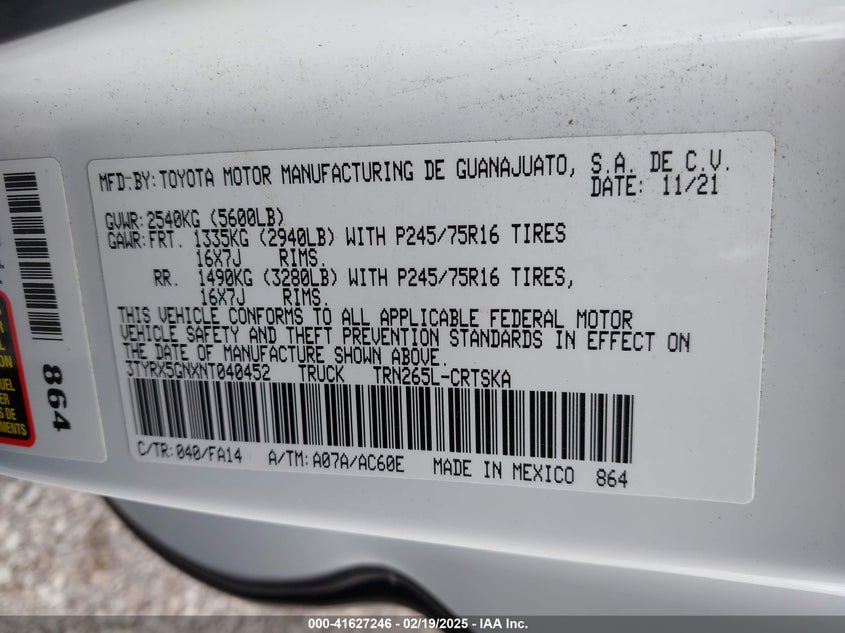 MFD.BY: TOYOTA MOTOR MANUFACTURING DE GUANAJUATO, S.A. DE C.V.
DATE: 11/21
GVWR: 2540KG (5600LB)
GAWR: FRT. 1335KG (2940LB) WITH P245/75R16 TIRES
16X7J RIMS.
RR. 1490KG (3280LB) WITH P245/75R16 TIRES,
16X7J RIMS.
THIS VEHICLE CONFORMS TO ALL APPLICABLE FEDERAL MOTOR
VEHICLE SAFETY AND THEFT PREVENTION STANDARDS IN EFFECT ON
THE DATE OF MANUFACTURE SHOWN ABOVE.
3TYRX5GNXNT040452 TRUCK TRN265L-CRTSKA
C/TR: 040/FA14 A/TM: A07A/AC60E MADE IN MEXICO 864
864
000-41627246 - 02/19/2025 - IAA Inc.